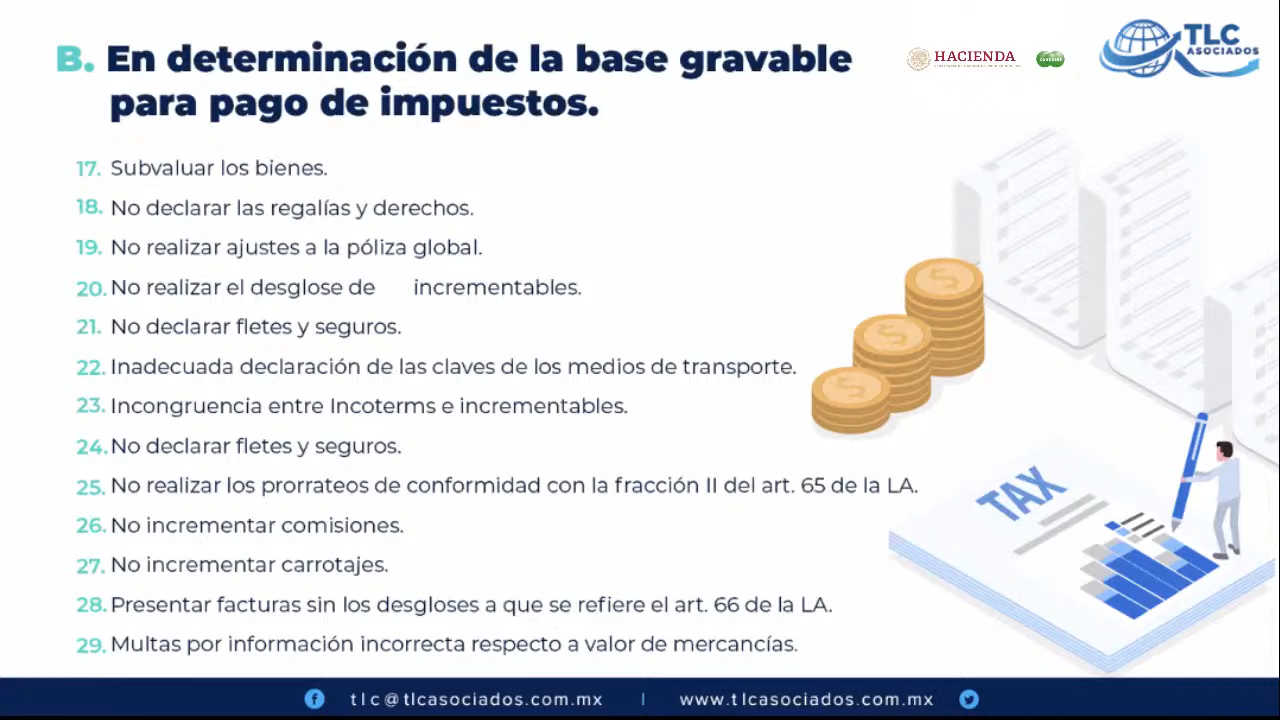 B. En determinación de la base gravable
para pago de impuestos.
HACIENDA
TLC
ASOCIADOS
17. Subvaluar los bienes.
18. No declarar las regalías y derechos.
19. No realizar ajustes a la póliza global.
20. No realizar el desglose de incrementables.
21. No declarar fletes y seguros.
22. Inadecuada declaración de las claves de los medios de transporte.
23. Incongruencia entre Incoterms e incrementables.
24. No declarar fletes y seguros.
25. No realizar los prorrateos de conformidad con la fracción II del art. 65 de la LA.
26. No incrementar comisiones.
27. No incrementar carrotajes.
28. Presentar facturas sin los desgloses a que se refiere el art. 66 de la LA.
29. Multas por información incorrecta respecto a valor de mercancías.
TAX
tlc@tlcasociados.com.mx | www.tlcasociados.com.mx